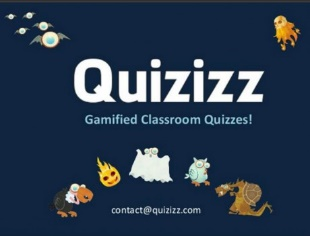 Quizizz
Gamified Classroom Quizzes!
contact@quizizz.com